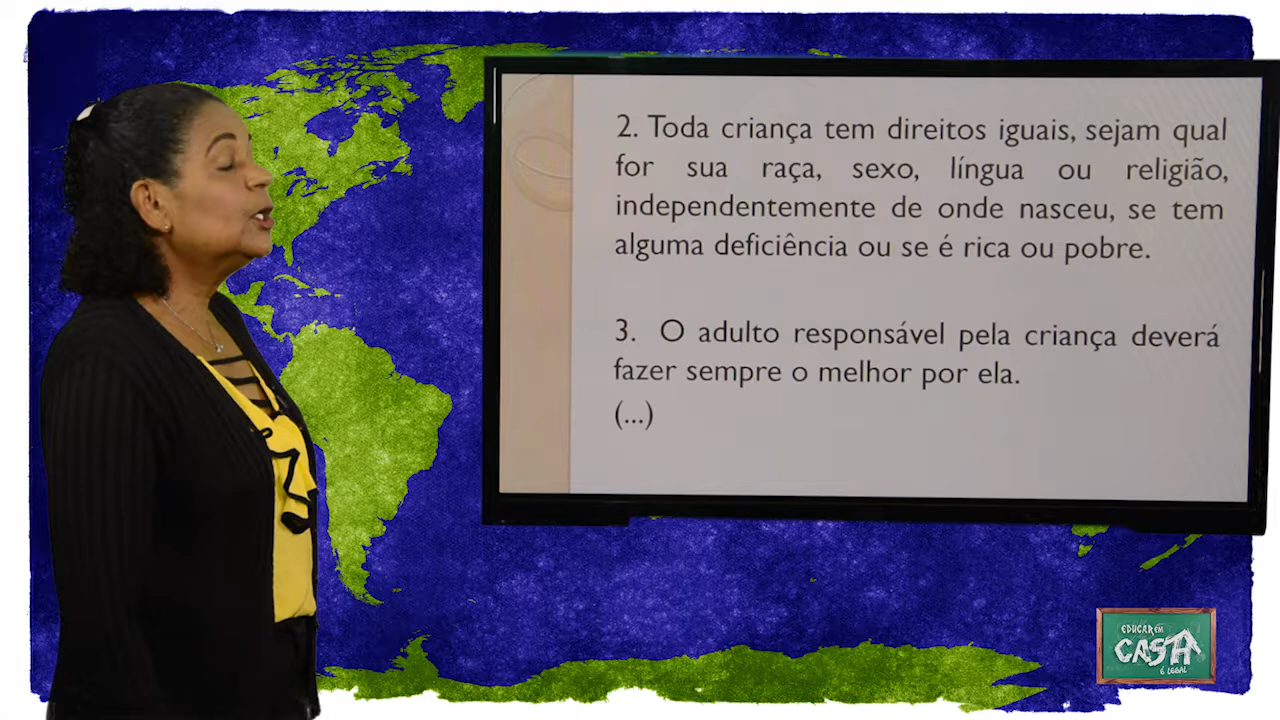 2. Toda criança tem direitos iguais, sejam qual
for sua raça, sexo, língua ou religião,
independentemente de onde nasceu, se tem
alguma deficiência ou se é rica ou pobre.
3. O adulto responsável pela criança deverá
fazer sempre o melhor por ela.
(...)
EDUCAR EM
CASA
É LEGAL